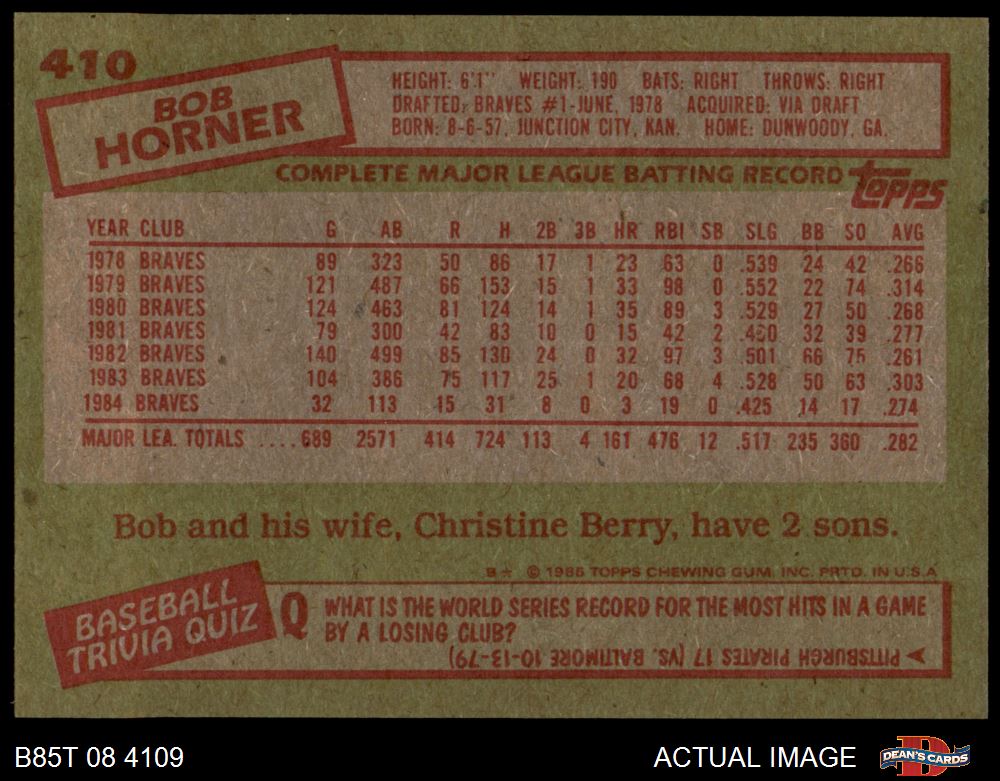 410
BOB
HORNER
HEIGHT: 6'1" WEIGHT: 190 BATS: RIGHT THROWS: RIGHT
DRAFTED: BRAVES #1-JUNE, 1978 ACQUIRED: VIA DRAFT
BORN: 8-6-57, JUNCTION CITY, KAN. HOME: DUNWOODY, GA.
COMPLETE MAJOR LEAGUE BATTING RECORD topps
YEAR CLUB G AB R H 2B 3B HR RBI SB SLG BB SO AVG
1978 BRAVES 89 323 50 86 17 1 23 63 0 .539 24 42 .266
1979 BRAVES 121 487 66 153 15 1 33 98 0 .552 22 74 .314
1980 BRAVES 124 463 81 124 14 1 35 89 3 .529 27 50 .268
1981 BRAVES 79 300 42 83 10 0 15 42 2 .460 32 39 .277
1982 BRAVES 140 499 85 130 24 0 32 97 3 .501 66 75 .261
1983 BRAVES 104 386 75 117 25 1 20 68 4 .528 50 63 .303
1984 BRAVES 32 113 15 31 8 0 3 19 0 .425 14 17 .274
MAJOR LEA. TOTALS ....689 2571 414 724 113 4 161 476 12 .517 235 360 .282
Bob and his wife, Christine Berry, have 2 sons.
B* © 1985 TOPPS CHEWING GUM, INC. PRTD. IN U.S.A.
BASEBALL
TRIVIA QUIZ
Q WHAT IS THE WORLD SERIES RECORD FOR THE MOST HITS IN A GAME
BY A LOSING CLUB?
PITTSBURGH PIRATES 17 (VS. BALTIMORE 10-13-79)
B85T 08 4109
ACTUAL IMAGE
DEAN'S CARDS